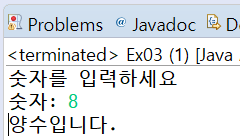 Problems @ Javadoc
<terminated> Ex03 (1) [Java
숫자를 입력하세요
숫자: 8
양수입니다.